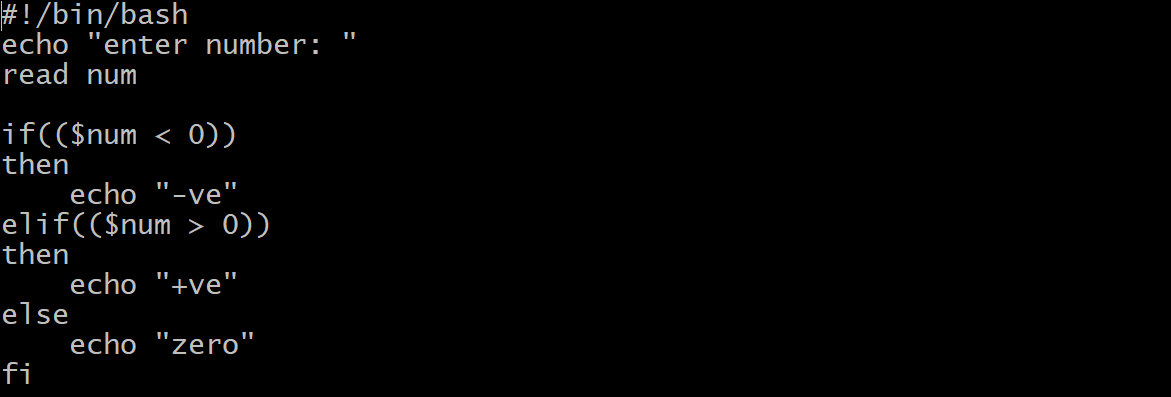 #!/bin/bash
echo "enter number: "
read num

if(($num < 0))
then
    echo "-ve"
elif(($num > 0))
then
    echo "+ve"
else
    echo "zero"
fi